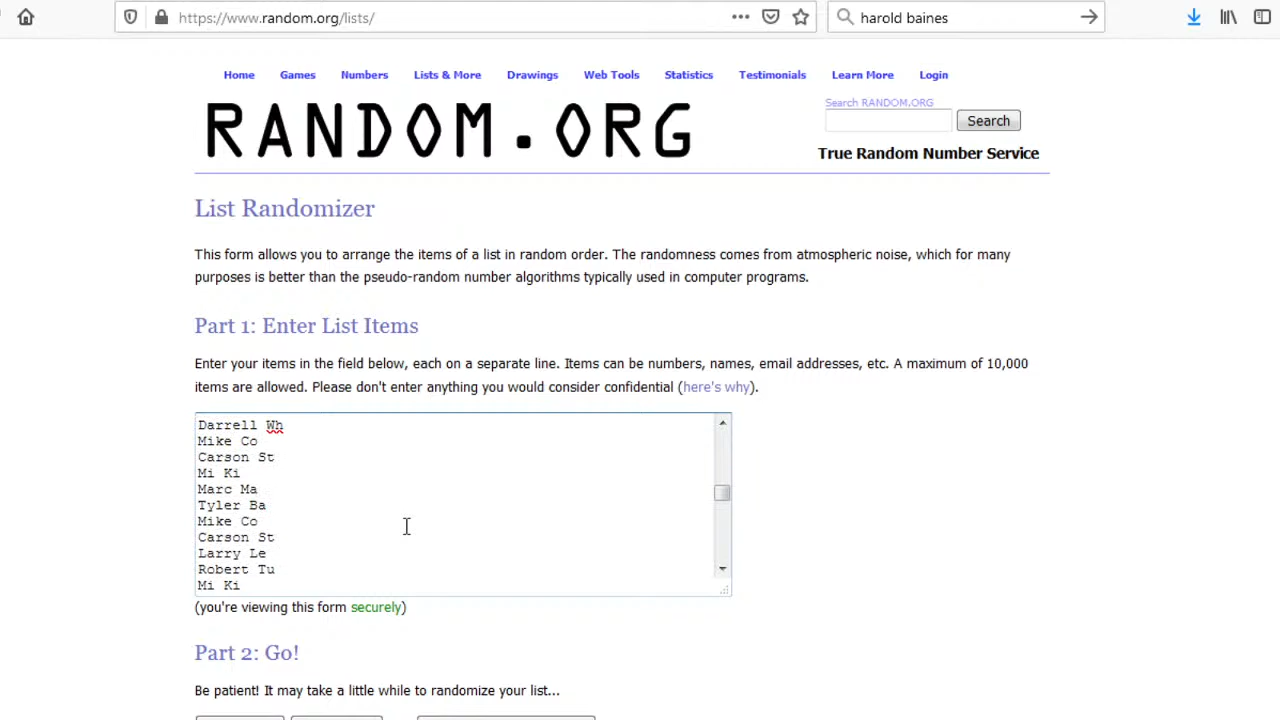 https://www.random.org/lists/
harold baines
Home Games Numbers Lists & More Drawings Web Tools Statistics Testimonials Learn More Login
RANDOM.ORG
Search RANDOM.ORG
Search
True Random Number Service
List Randomizer
This form allows you to arrange the items of a list in random order. The randomness comes from atmospheric noise, which for many
purposes is better than the pseudo-random number algorithms typically used in computer programs.
Part 1: Enter List Items
Enter your items in the field below, each on a separate line. Items can be numbers, names, email addresses, etc. A maximum of 10,000
items are allowed. Please don't enter anything you would consider confidential (here's why).
Darrell Wh
Mike Co
Carson St
Mi Ki
Marc Ma
Tyler Ba
Mike Co
Carson St
Larry Le
Robert Tu
Mi Ki
(you're viewing this form securely)
Part 2: Go!
Be patient! It may take a little while to randomize your list...